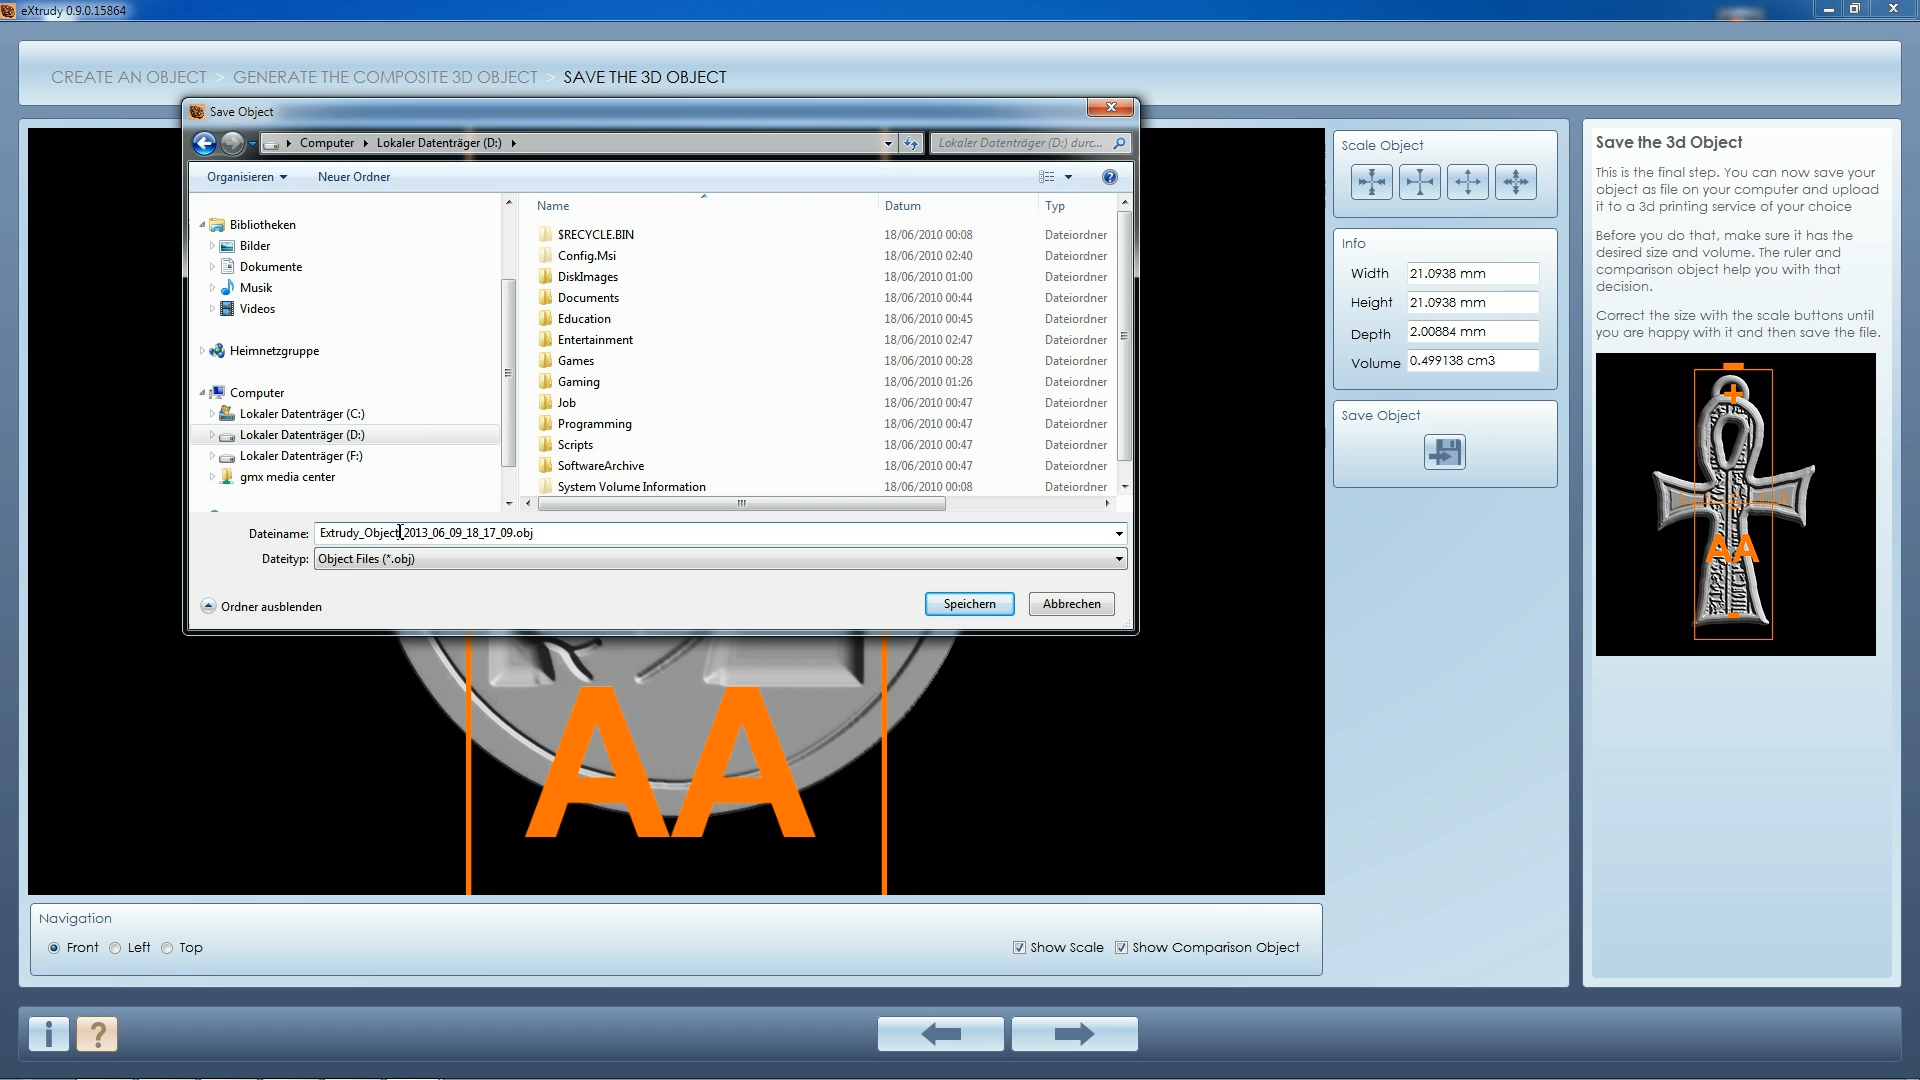 eXtrudy 0.9.0.15864
CREATE AN OBJECT > GENERATE THE COMPOSITE 3D OBJECT > SAVE THE 3D OBJECT
Save Object
Computer Lokaler Datenträger (D:)
Lokaler Datenträger (D:) durc...
Organisieren Neuer Ordner
Bibliotheken
Bilder
Dokumente
Musik
Videos
Heimnetzgruppe
Computer
Lokaler Datenträger (C:)
Lokaler Datenträger (D:)
Lokaler Datenträger (F:)
gmx media center
Name Datum Typ
$RECYCLE.BIN 18/06/2010 00:08 Dateiordner
Config.Msi 18/06/2010 02:40 Dateiordner
DiskImages 18/06/2010 01:00 Dateiordner
Documents 18/06/2010 00:44 Dateiordner
Education 18/06/2010 00:45 Dateiordner
Entertainment 18/06/2010 02:47 Dateiordner
Games 18/06/2010 00:28 Dateiordner
Gaming 18/06/2010 01:26 Dateiordner
Job 18/06/2010 00:47 Dateiordner
Programming 18/06/2010 00:47 Dateiordner
Scripts 18/06/2010 00:47 Dateiordner
SoftwareArchive 18/06/2010 00:47 Dateiordner
System Volume Information 18/06/2010 00:08 Dateiordner
Dateiname: Extrudy_Object_2013_06_09_18_17_09.obj
Dateityp: Object Files (*.obj)
Ordner ausblenden
Speichern Abbrechen
AA
Scale Object
Info
Width 21.0938 mm
Height 21.0938 mm
Depth 2.00884 mm
Volume 0.499138 cm3
Save Object
Save the 3d Object
This is the final step. You can now save your
object as file on your computer and upload
it to a 3d printing service of your choice
Before you do that, make sure it has the
desired size and volume. The ruler and
comparison object help you with that
decision.
Correct the size with the scale buttons until
you are happy with it and then save the file.
AA
Navigation
Front Left Top
Show Scale Show Comparison Object
i ?